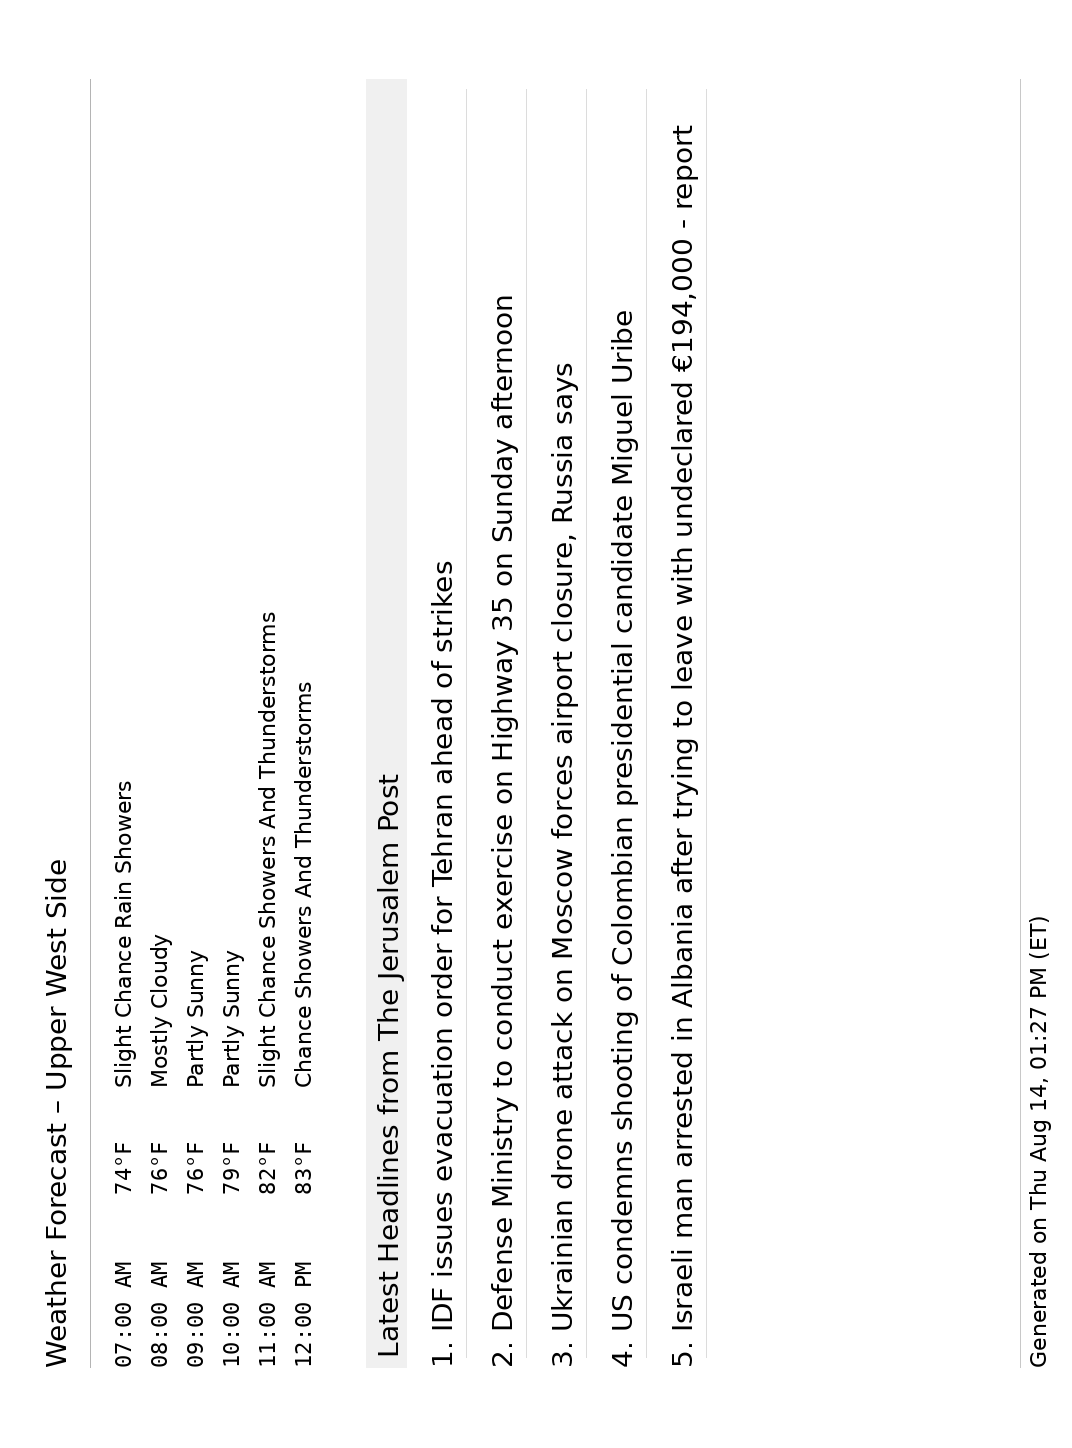 Weather Forecast – Upper West Side
07:00 AM 74°F Slight Chance Rain Showers
08:00 AM 76°F Mostly Cloudy
09:00 AM 76°F Partly Sunny
10:00 AM 79°F Partly Sunny
11:00 AM 82°F Slight Chance Showers And Thunderstorms
12:00 PM 83°F Chance Showers And Thunderstorms
Latest Headlines from The Jerusalem Post
1. IDF issues evacuation order for Tehran ahead of strikes
2. Defense Ministry to conduct exercise on Highway 35 on Sunday afternoon
3. Ukrainian drone attack on Moscow forces airport closure, Russia says
4. US condemns shooting of Colombian presidential candidate Miguel Uribe
5. Israeli man arrested in Albania after trying to leave with undeclared €194,000 - report
Generated on Thu Aug 14, 01:27 PM (ET)